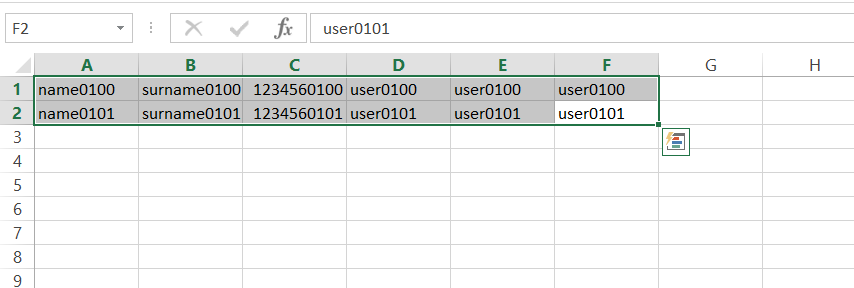 F2 fx user0101
A B C D E F G H
1 name0100 surname0100 1234560100 user0100 user0100 user0100
2 name0101 surname0101 1234560101 user0101 user0101 user0101
3
4
5
6
7
8
9